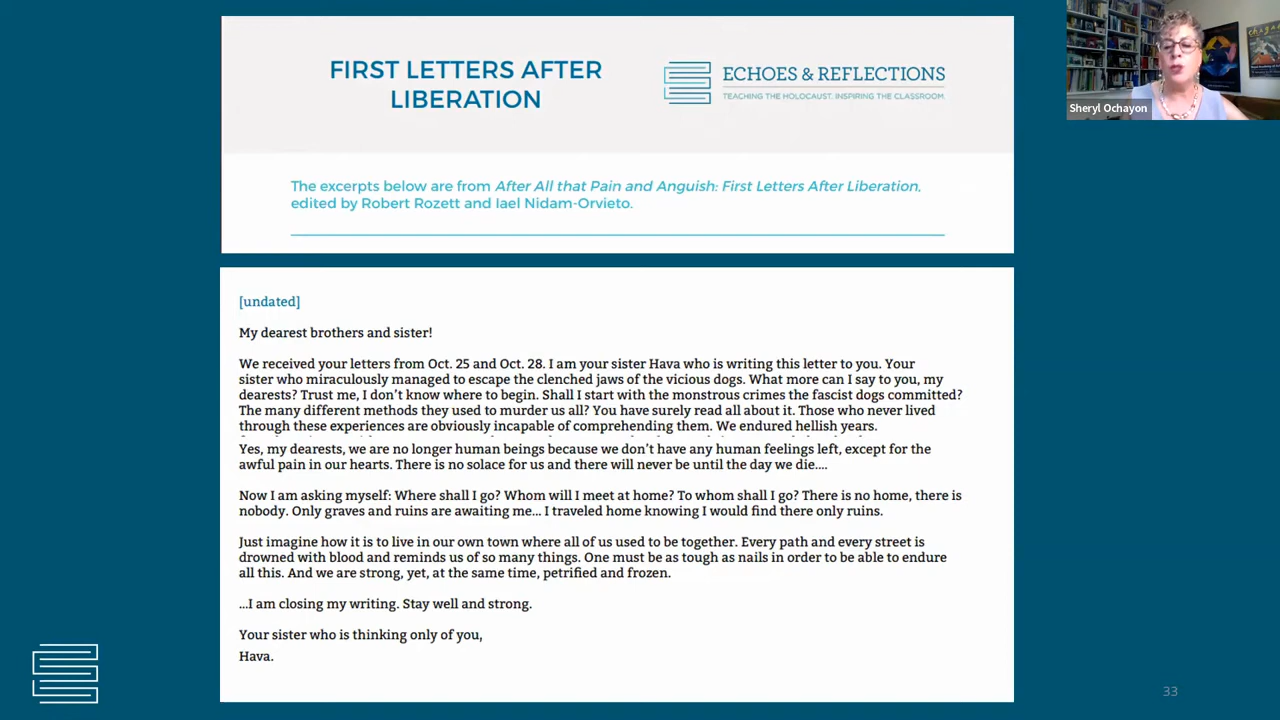 FIRST LETTERS AFTER
LIBERATION
ECHOES & REFLECTIONS
TEACHING THE HOLOCAUST. INSPIRING THE CLASSROOM.
Sheryl Ochayon
The excerpts below are from After All that Pain and Anguish: First Letters After Liberation,
edited by Robert Rozett and Iael Nidam-Orvieto.
[undated]
My dearest brothers and sister!
We received your letters from Oct. 25 and Oct. 28. I am your sister Hava who is writing this letter to you. Your
sister who miraculously managed to escape the clenched jaws of the vicious dogs. What more can I say to you, my
dearests? Trust me, I don’t know where to begin. Shall I start with the monstrous crimes the fascist dogs committed?
The many different methods they used to murder us all? You have surely read all about it. Those who never lived
through these experiences are obviously incapable of comprehending them. We endured hellish years.
Yes, my dearests, we are no longer human beings because we don’t have any human feelings left, except for the
awful pain in our hearts. There is no solace for us and there will never be until the day we die....
Now I am asking myself: Where shall I go? Whom will I meet at home? To whom shall I go? There is no home, there is
nobody. Only graves and ruins are awaiting me... I traveled home knowing I would find there only ruins.
Just imagine how it is to live in our own town where all of us used to be together. Every path and every street is
drowned with blood and reminds us of so many things. One must be as tough as nails in order to be able to endure
all this. And we are strong, yet, at the same time, petrified and frozen.
...I am closing my writing. Stay well and strong.
Your sister who is thinking only of you,
Hava.
33